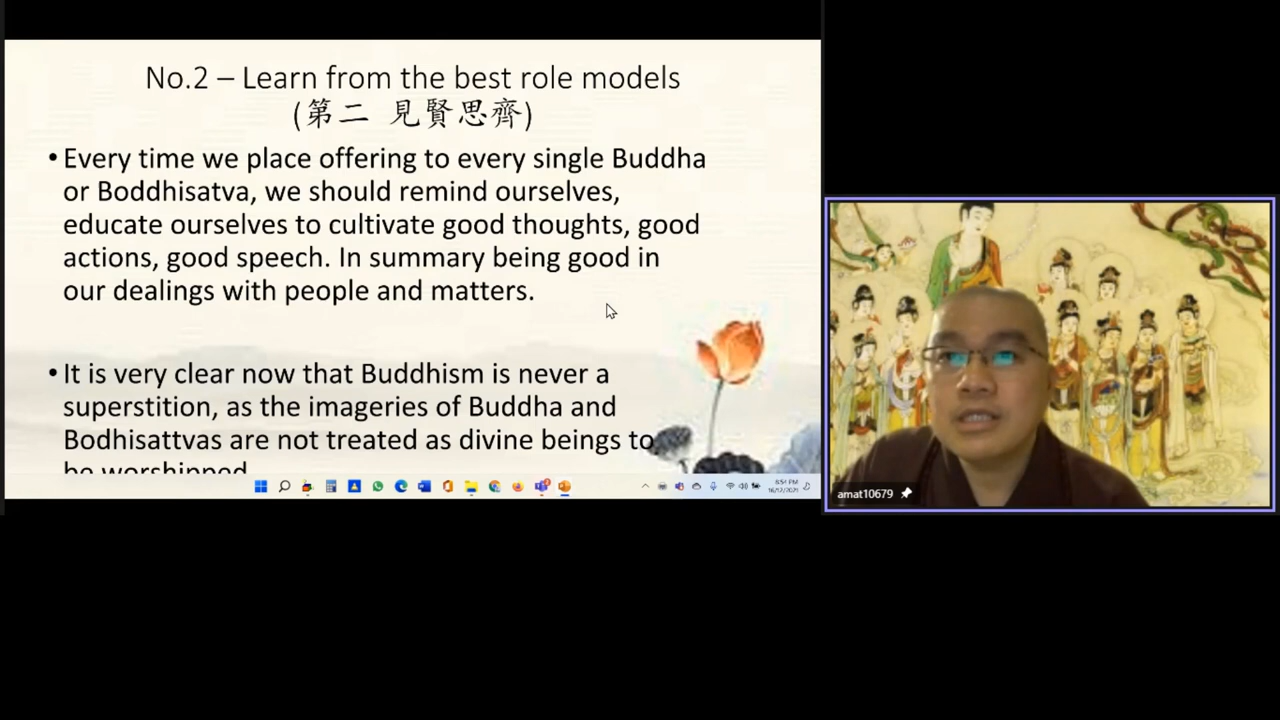 No.2 – Learn from the best role models
(第二 見賢思齊)
• Every time we place offering to every single Buddha
or Boddhisatva, we should remind ourselves,
educate ourselves to cultivate good thoughts, good
actions, good speech. In summary being good in
our dealings with people and matters.
• It is very clear now that Buddhism is never a
superstition, as the imageries of Buddha and
Bodhisattvas are not treated as divine beings to
be worshipped
6:51 PM
amat10679